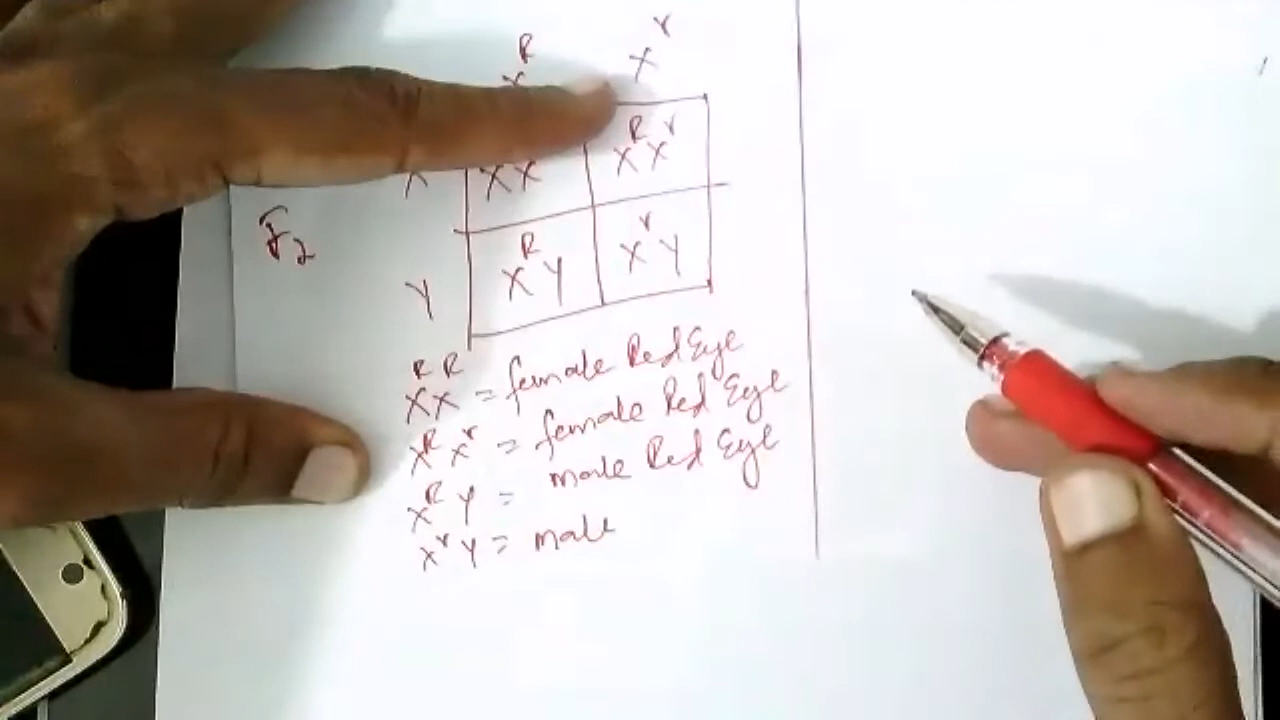 R r
X X
R r
X X X X
F2
R r
Y X Y X Y
R R
X X = female Red Eye
X^R X^r = female Red Eye
X^R Y = male Red Eye
X^r Y = male